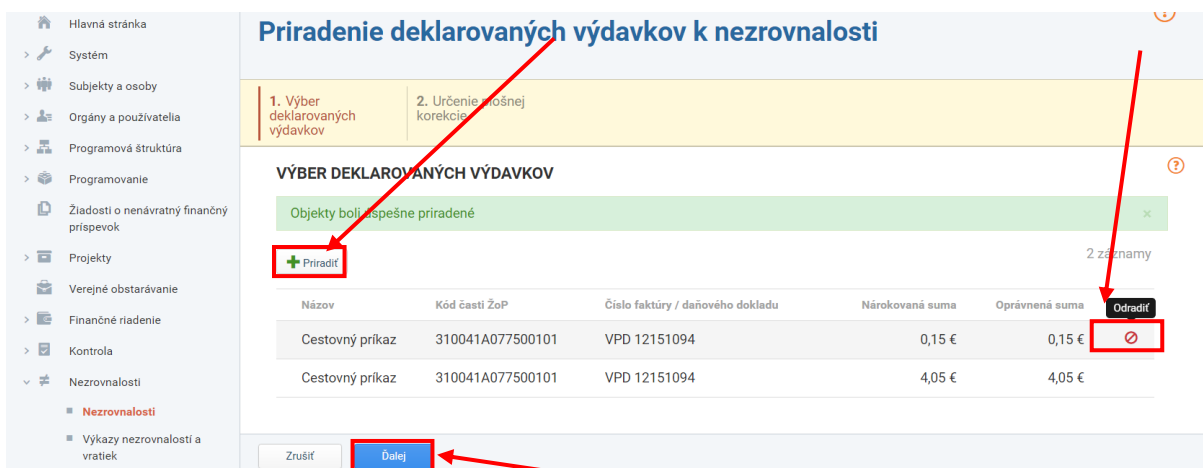 Hlavná stránka
Systém
Subjekty a osoby
Orgány a používatelia
Programová štruktúra
Programovanie
Žiadosti o nenávratný finančný
príspevok
Projekty
Verejné obstarávanie
Finančné riadenie
Kontrola
Nezrovnalosti
Nezrovnalosti
Výkazy nezrovnalostí a
vratiek
Priradenie deklarovaných výdavkov k nezrovnalosti
1. Výber
deklarovaných
výdavkov
2. Určenie plošnej
korekcie
VÝBER DEKLAROVANÝCH VÝDAVKOV
Objekty boli úspešne priradené
Priradiť
2 záznamy
Názov Kód časti ŽoP Číslo faktúry / daňového dokladu Nárokovaná suma Oprávnená suma
Odradiť
Cestovný príkaz 310041A077500101 VPD 12151094 0,15 € 0,15 €
Cestovný príkaz 310041A077500101 VPD 12151094 4,05 € 4,05 €
Zrušiť Ďalej